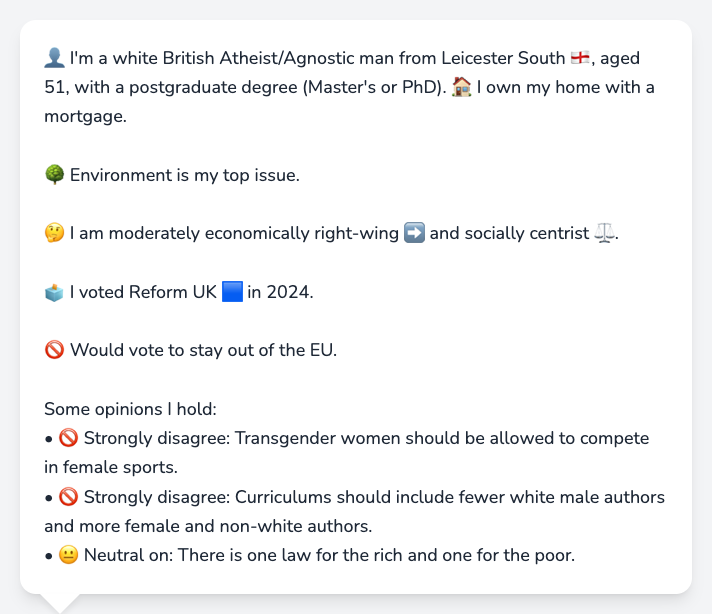 👤 I'm a white British Atheist/Agnostic man from Leicester South 🏴󠁧󠁢󠁥󠁮󠁧󠁿, aged
51, with a postgraduate degree (Master's or PhD). 🏠 I own my home with a
mortgage.
🌳 Environment is my top issue.
🤔 I am moderately economically right-wing ➡️ and socially centrist ⚖️.
🗳️ I voted Reform UK 🟦 in 2024.
🚫 Would vote to stay out of the EU.
Some opinions I hold:
• 🚫 Strongly disagree: Transgender women should be allowed to compete
in female sports.
• 🚫 Strongly disagree: Curriculums should include fewer white male authors
and more female and non-white authors.
• 😐 Neutral on: There is one law for the rich and one for the poor.